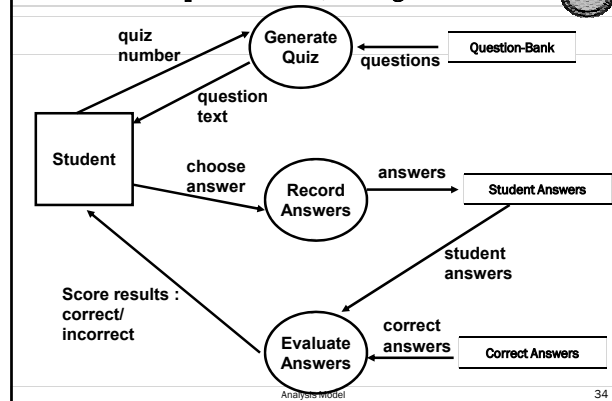 quiz
number
Generate
Quiz
questions
Question-Bank
question
text
Student
choose
answer
Record
Answers
answers
Student Answers
student
answers
Score results :
correct/
incorrect
Evaluate
Answers
correct
answers
Correct Answers
Analysis Model
34